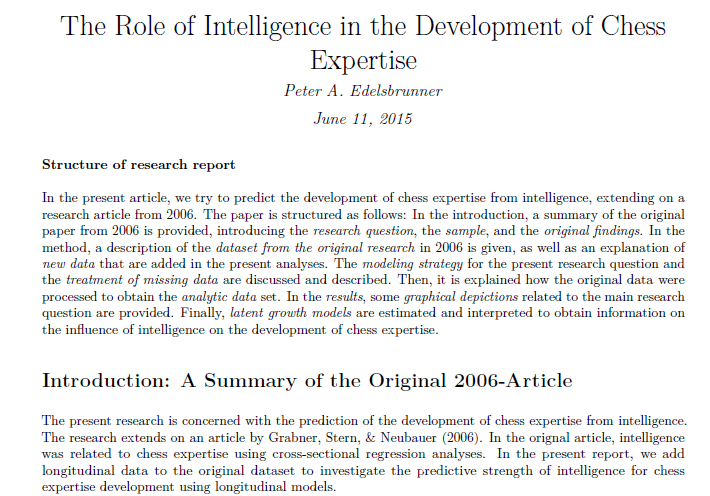 The Role of Intelligence in the Development of Chess
Expertise
Peter A. Edelsbrunner
June 11, 2015
Structure of research report
In the present article, we try to predict the development of chess expertise from intelligence, extending on a
research article from 2006. The paper is structured as follows: In the introduction, a summary of the original
paper from 2006 is provided, introducing the research question, the sample, and the original findings. In the
method, a description of the dataset from the original research in 2006 is given, as well as an explanation of
new data that are added in the present analyses. The modeling strategy for the present research question and
the treatment of missing data are discussed and described. Then, it is explained how the original data were
processed to obtain the analytic data set. In the results, some graphical depictions related to the main research
question are provided. Finally, latent growth models are estimated and interpreted to obtain information on
the influence of intelligence on the development of chess expertise.
Introduction: A Summary of the Original 2006-Article
The present research is concerned with the prediction of the development of chess expertise from intelligence.
The research extends on an article by Grabner, Stern, & Neubauer (2006). In the orignal article, intelligence
was related to chess expertise using cross-sectional regression analyses. In the present report, we add
longitudinal data to the original dataset to investigate the predictive strength of intelligence for chess
expertise development using longitudinal models.